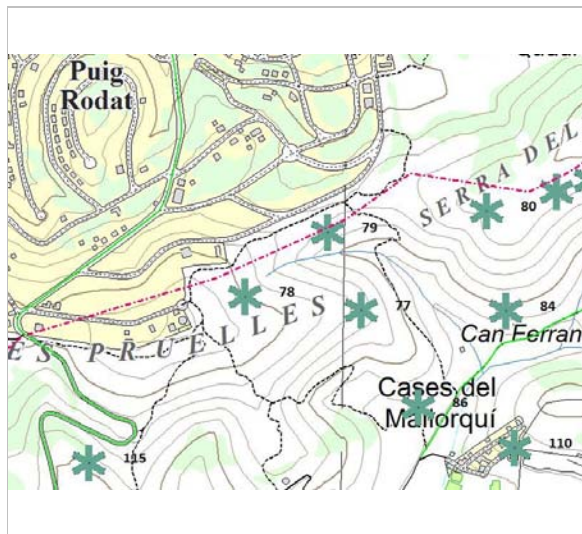 Puig
Rodat
SERRA DEL
80
79
78
77
84
ES PRUELLES
Can Ferran
Cases del
Mallorquí
86
110
115